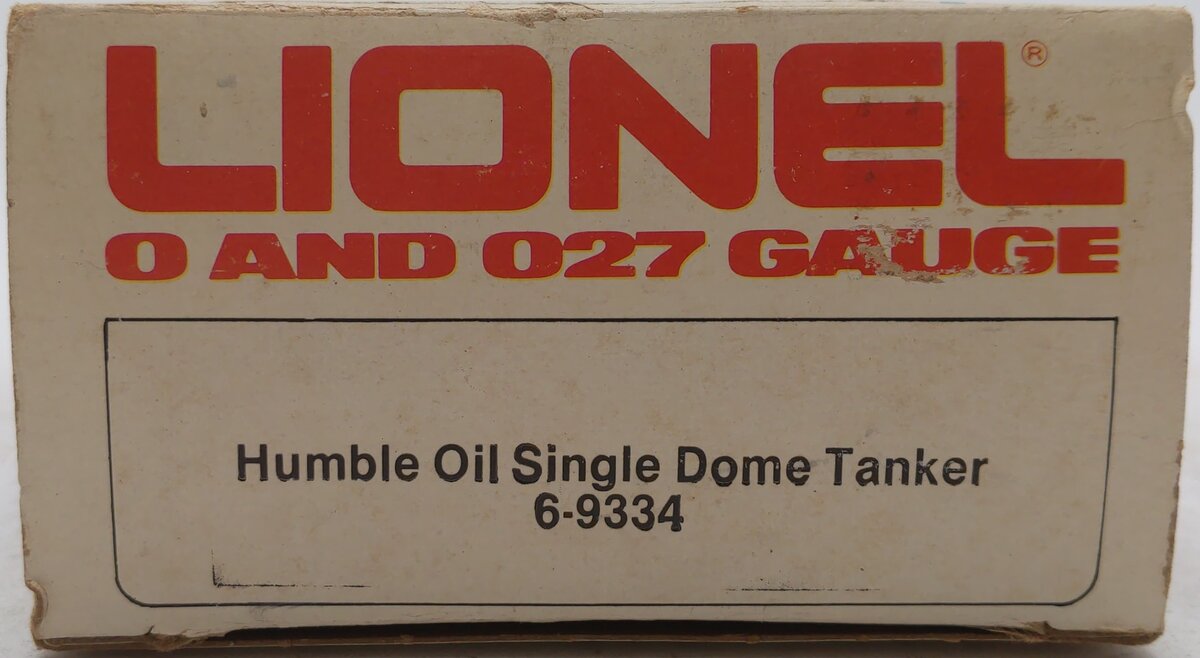 LIONEL®
O AND O27 GAUGE
Humble Oil Single Dome Tanker
6-9334